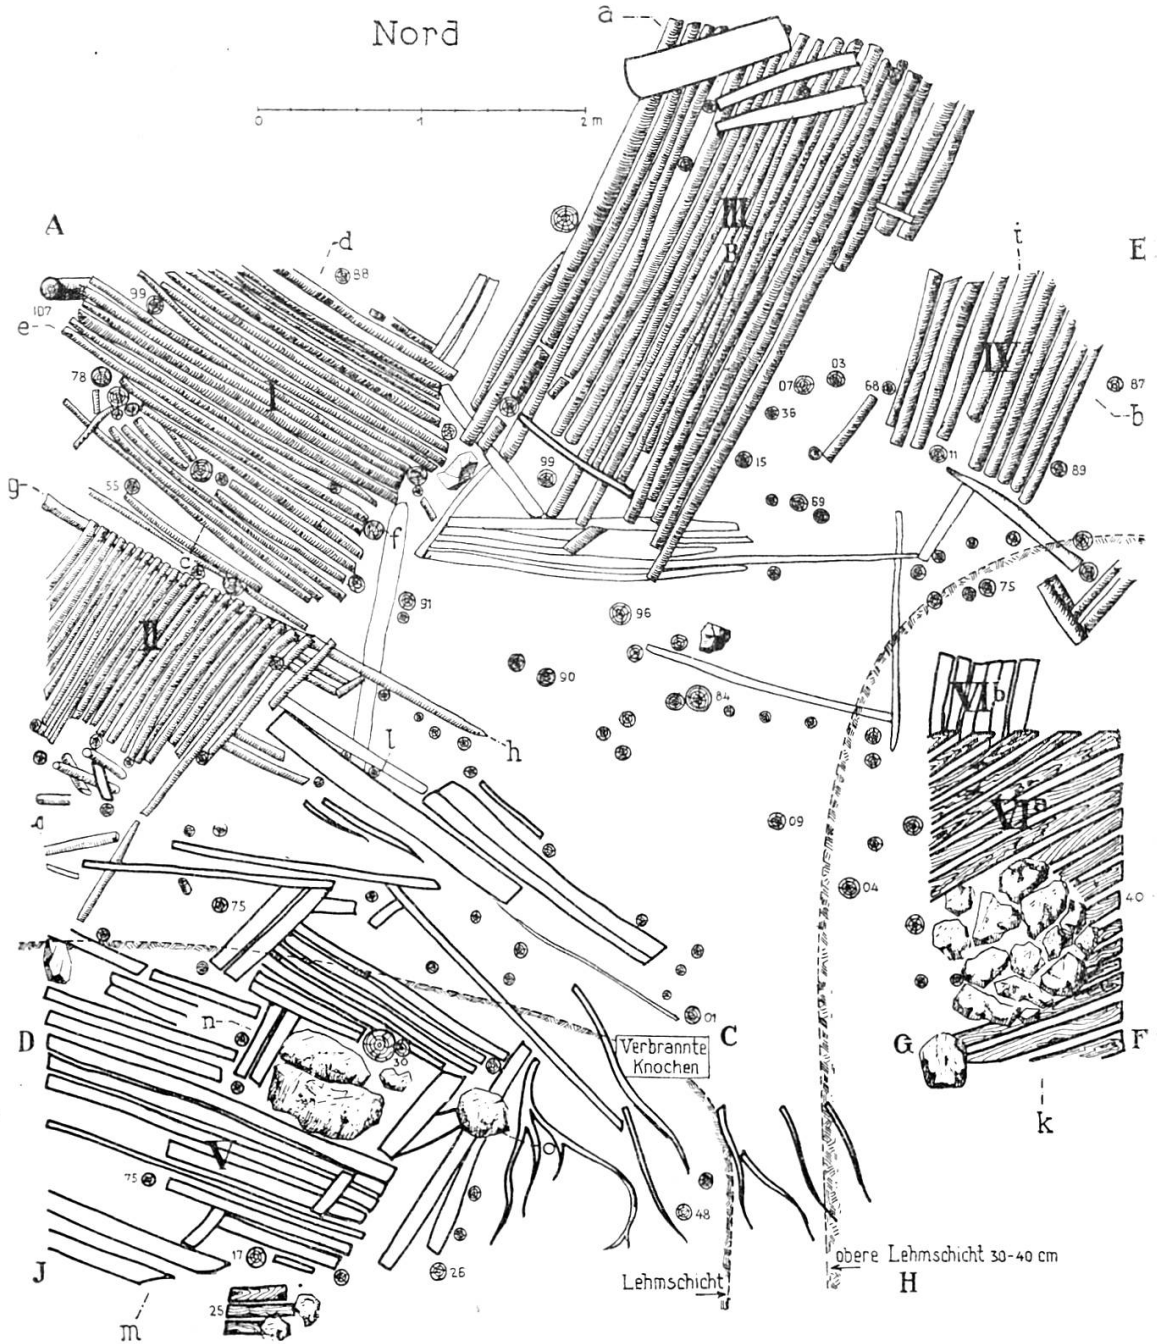 a
Nord
0 1 2 m
III
B
A
d
88
i
E
99
107
e
I
78
IV
03
07
68
36
87
b
11
15
99
89
g
55
f
c
69
91
75
II
96
90
84
h
l
VIb
VIa
q
09
04
75
40
n
01
D
30
Verbrannte
Knochen
C
G
F
k
o
V
75
48
17
26
obere Lehmschicht 30-40 cm
J
Lehmschicht
H
25
m